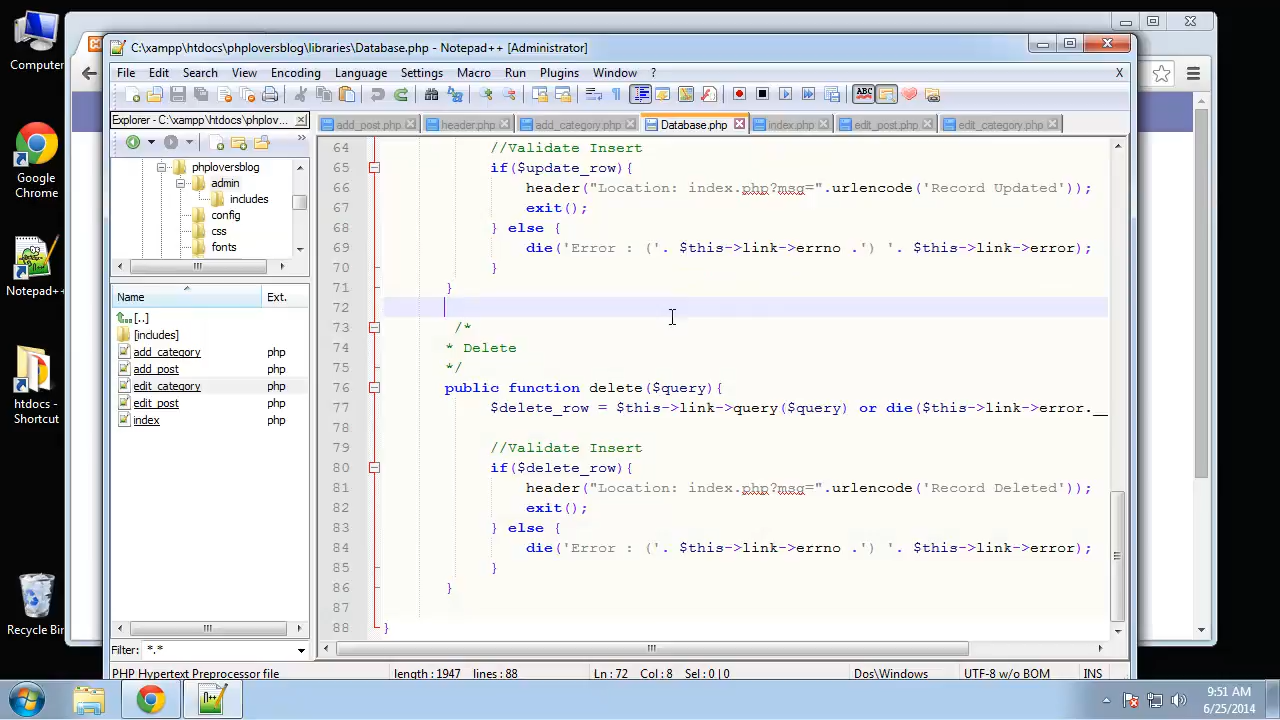 Computer
Google
Chrome
Notepad++
htdocs -
Shortcut
Recycle Bin
C:\xampp\htdocs\phploversblog\libraries\Database.php - Notepad++ [Administrator]
File Edit Search View Encoding Language Settings Macro Run Plugins Window ? X
Explorer - C:\xampp\htdocs\phplov...
add_post.php header.php add_category.php Database.php index.php edit_post.php edit_category.php
phploversblog
admin
includes
config
css
fonts
Name Ext.
[..]
[includes]
add_category php
add_post php
edit_category php
edit_post php
index php
Filter: *.*
64 //Validate Insert
65 if($update_row){
66 header("Location: index.php?msg=".urlencode('Record Updated'));
67 exit();
68 } else {
69 die('Error : ('. $this->link->errno .') '. $this->link->error);
70 }
71 }
72
73 /*
74 * Delete
75 */
76 public function delete($query){
77 $delete_row = $this->link->query($query) or die($this->link->error.__
78
79 //Validate Insert
80 if($delete_row){
81 header("Location: index.php?msg=".urlencode('Record Deleted'));
82 exit();
83 } else {
84 die('Error : ('. $this->link->errno .') '. $this->link->error);
85 }
86 }
87
88 }
PHP Hypertext Preprocessor file length : 1947 lines : 88 Ln : 72 Col : 8 Sel : 0 | 0 Dos\Windows UTF-8 w/o BOM INS
9:51 AM
6/25/2014